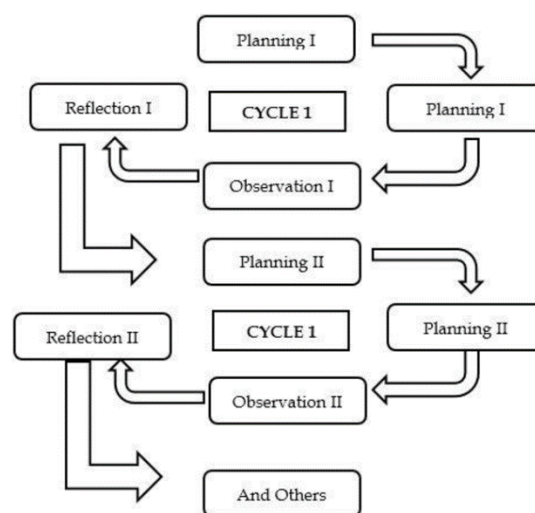 Planning I
Reflection I
CYCLE 1
Planning I
Observation I
Planning II
Reflection II
CYCLE 1
Planning II
Observation II
And Others